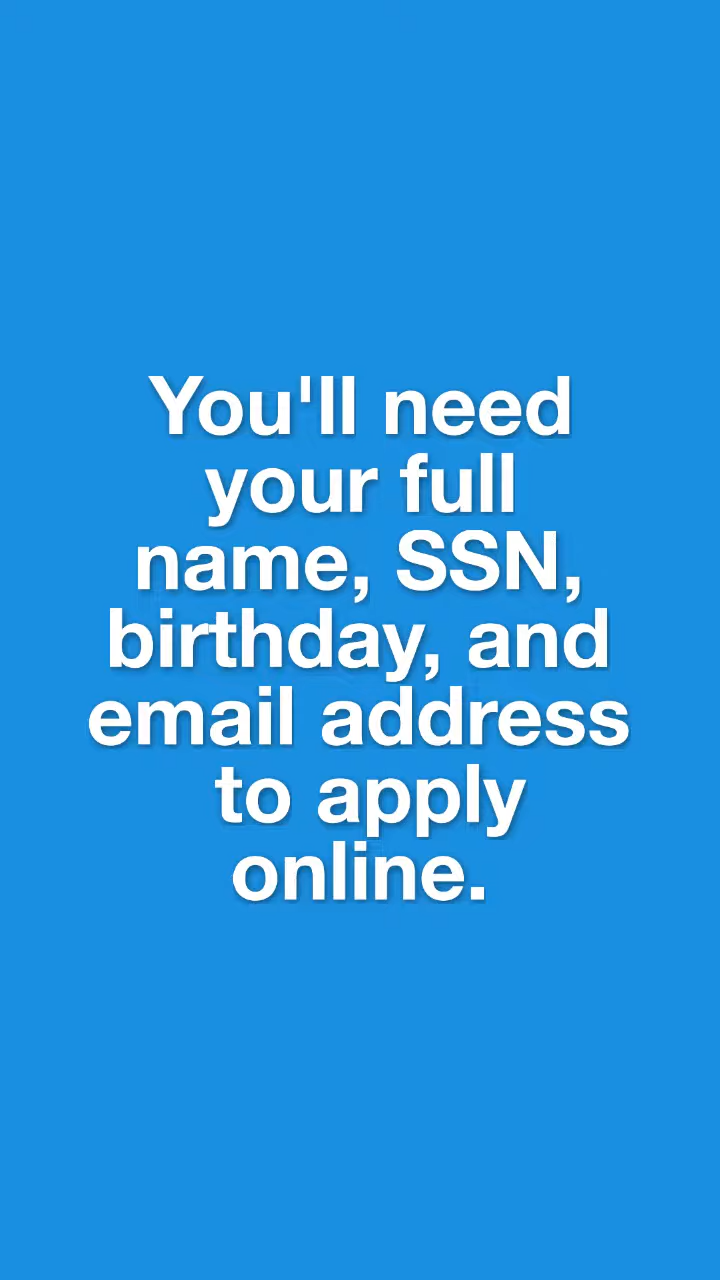 You'll need
your full
name, SSN,
birthday, and
email address
to apply
online.